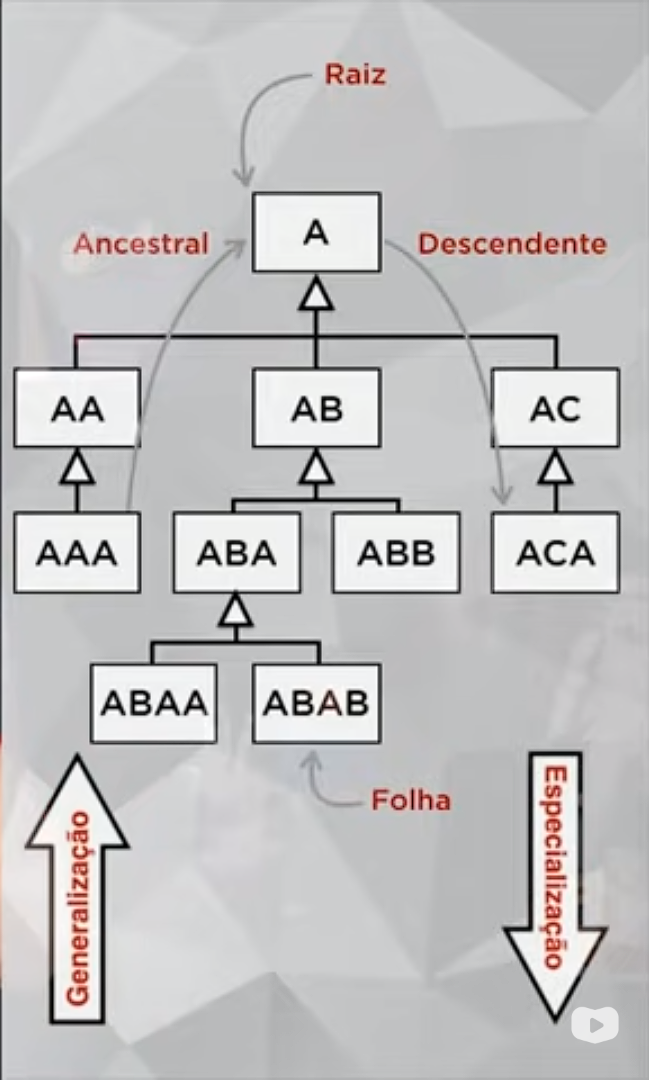 Raiz
A
Ancestral
Descendente
AA
AB
AC
AAA
ABA
ABB
ACA
ABAA
ABAB
Folha
Generalização
Especialização